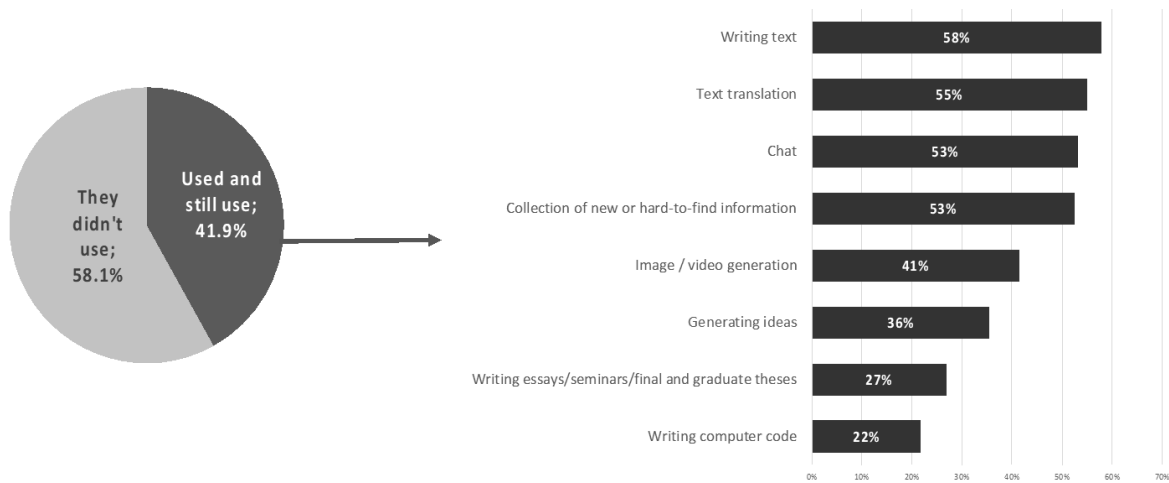 They
didn't
use;
58.1%
Used and
still use;
41.9%
Writing text
58%
Text translation
55%
Chat
53%
Collection of new or hard-to-find information
53%
Image / video generation
41%
Generating ideas
36%
Writing essays/seminars/final and graduate theses
27%
Writing computer code
22%
0% 10% 20% 30% 40% 50% 60% 70%